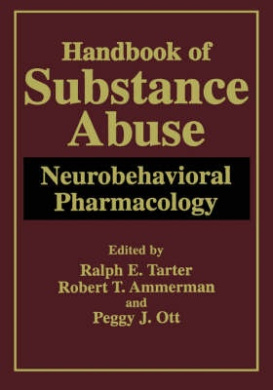 Handbook of
Substance
Abuse
Neurobehavioral
Pharmacology
Edited by
Ralph E. Tarter
Robert T. Ammerman
and
Peggy J. Ott